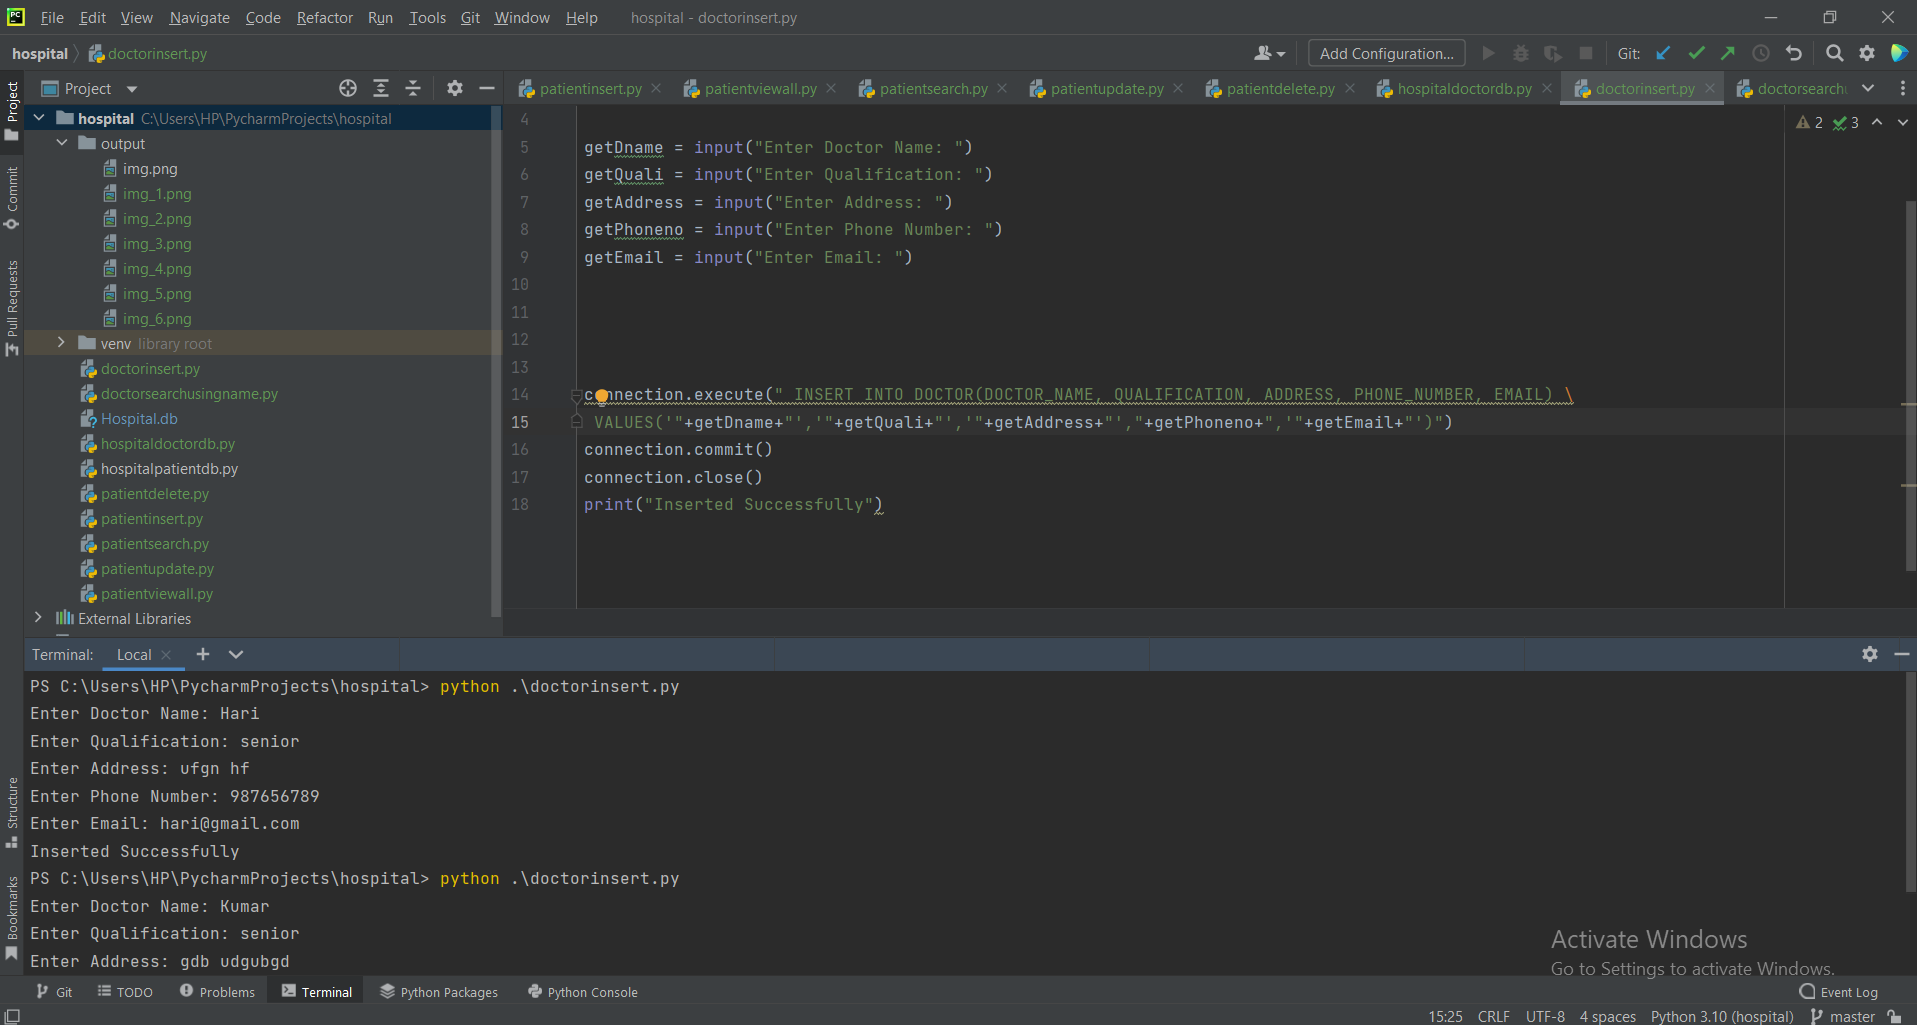 File Edit View Navigate Code Refactor Run Tools Git Window Help hospital - doctorinsert.py
hospital doctorinsert.py Add Configuration... Git:
Project patientinsert.py patientviewall.py patientsearch.py patientupdate.py patientdelete.py hospitaldoctordb.py doctorinsert.py doctorsearch
Project
Commit
Pull Requests
Structure
Bookmarks
hospital C:\Users\HP\PycharmProjects\hospital
output
img.png
img_1.png
img_2.png
img_3.png
img_4.png
img_5.png
img_6.png
venv library root
doctorinsert.py
doctorsearchusingname.py
Hospital.db
hospitaldoctordb.py
hospitalpatientdb.py
patientdelete.py
patientinsert.py
patientsearch.py
patientupdate.py
patientviewall.py
External Libraries
2 3
4
5 getDname = input("Enter Doctor Name: ")
6 getQuali = input("Enter Qualification: ")
7 getAddress = input("Enter Address: ")
8 getPhoneno = input("Enter Phone Number: ")
9 getEmail = input("Enter Email: ")
10
11
12
13
14 connection.execute(" INSERT INTO DOCTOR(DOCTOR_NAME, QUALIFICATION, ADDRESS, PHONE_NUMBER, EMAIL) \
15 VALUES('"+getDname+"','"+getQuali+"','"+getAddress+"',"+getPhoneno+",'"+getEmail+"')")
16 connection.commit()
17 connection.close()
18 print("Inserted Successfully")
Terminal: Local
PS C:\Users\HP\PycharmProjects\hospital> python .\doctorinsert.py
Enter Doctor Name: Hari
Enter Qualification: senior
Enter Address: ufgn hf
Enter Phone Number: 987656789
Enter Email: hari@gmail.com
Inserted Successfully
PS C:\Users\HP\PycharmProjects\hospital> python .\doctorinsert.py
Enter Doctor Name: Kumar
Enter Qualification: senior
Enter Address: gdb udgubgd
Activate Windows
Go to Settings to activate Windows.
Git TODO Problems Terminal Python Packages Python Console Event Log
15:25 CRLF UTF-8 4 spaces Python 3.10 (hospital) master